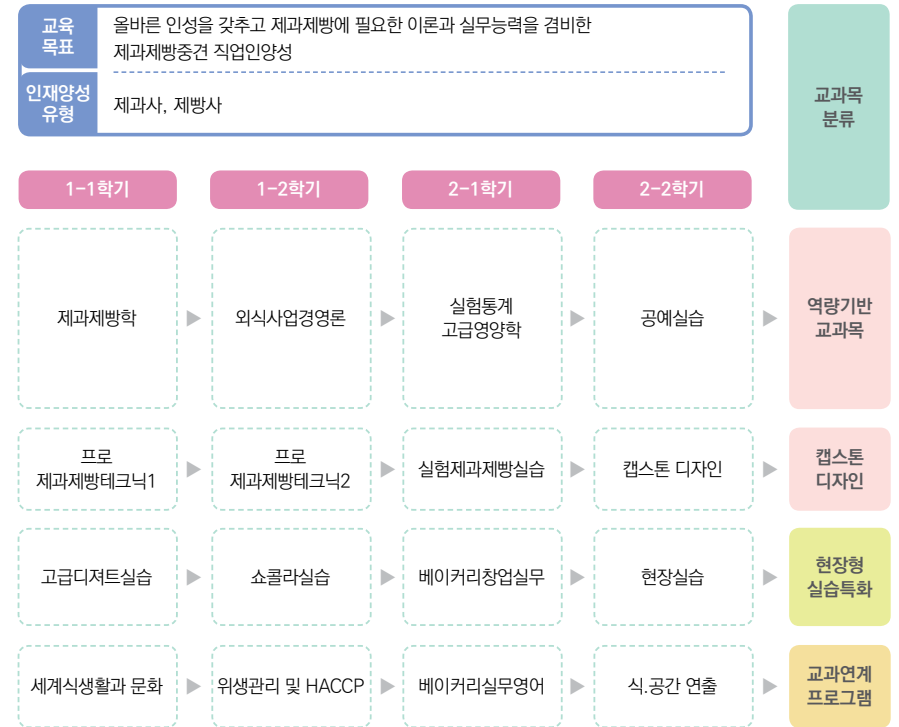 교육
목표
올바른 인성을 갖추고 제과제빵에 필요한 이론과 실무능력을 겸비한
제과제빵중견 직업인양성
인재양성
유형
제과사, 제빵사
교과목
분류
1-1학기
1-2학기
2-1학기
2-2학기
제과제빵학
외식사업경영론
실험통계
고급영양학
공예실습
역량기반
교과목
프로
제과제빵테크닉1
프로
제과제빵테크닉2
실험제과제빵실습
캡스톤 디자인
캡스톤
디자인
고급디져트실습
쇼콜라실습
베이커리창업실무
현장실습
현장형
실습특화
세계식생활과 문화
위생관리 및 HACCP
베이커리실무영어
식.공간 연출
교과연계
프로그램